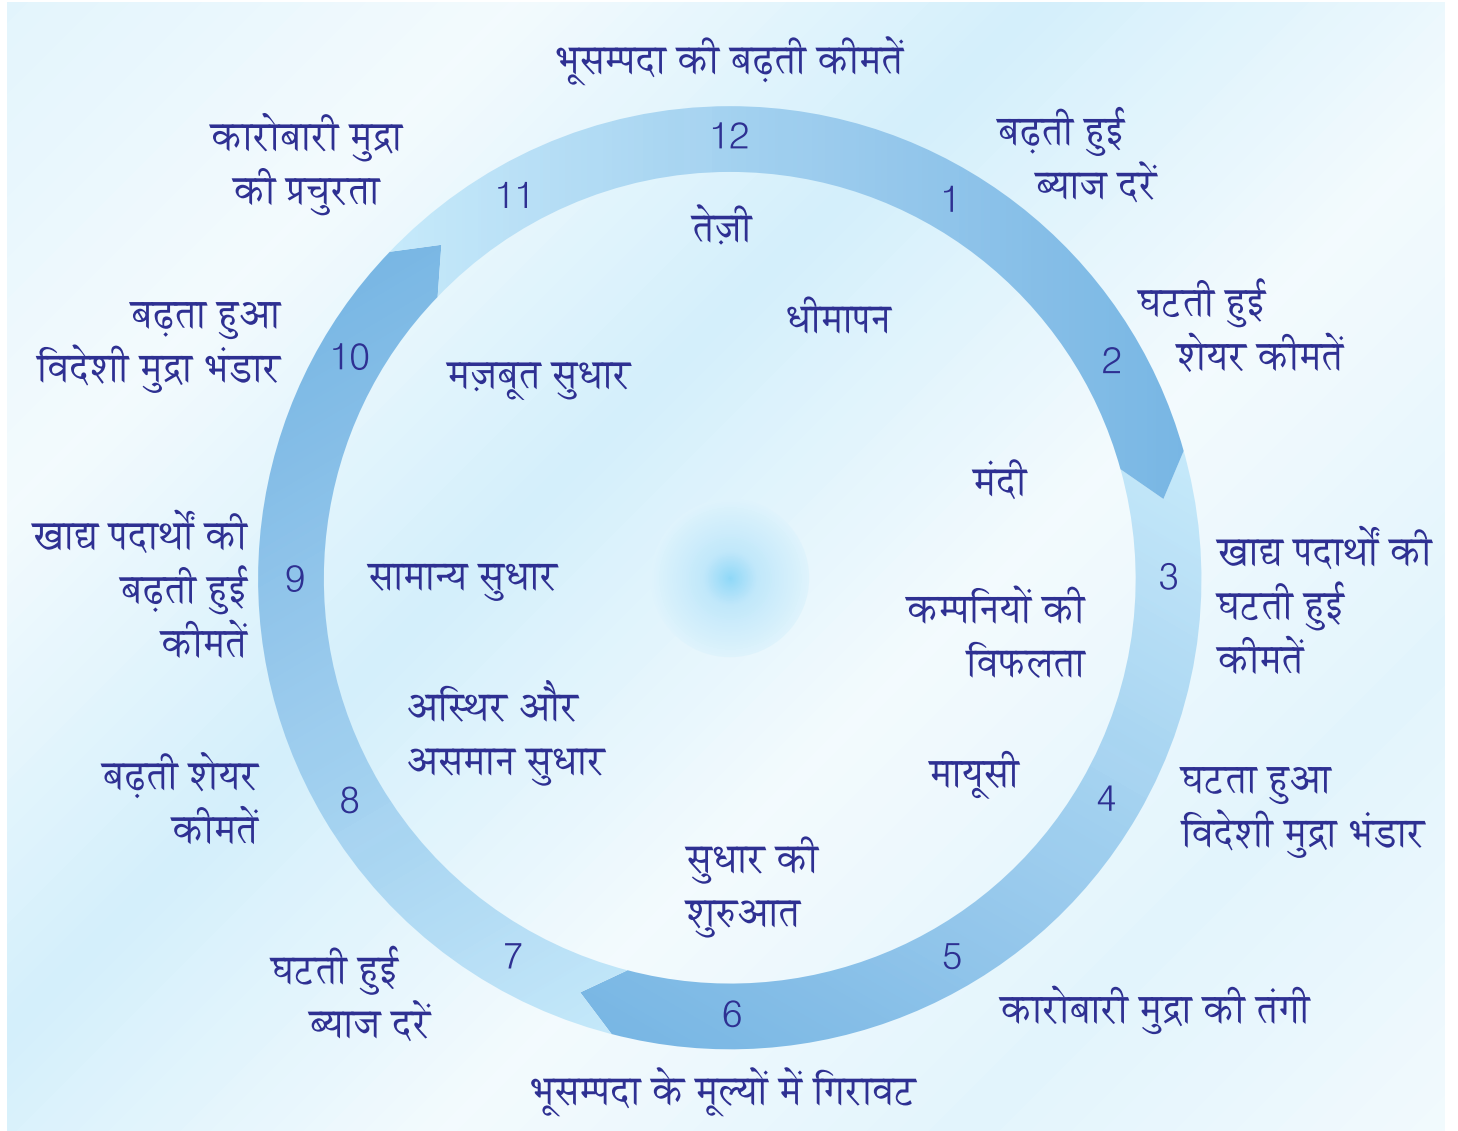 भूसम्पदा की बढ़ती कीमतें
12
बढ़ती हुई
ब्याज दरें
1
घटती हुई
शेयर कीमतें
2
खाद्य पदार्थों की
घटती हुई
कीमतें
3
घटता हुआ
विदेशी मुद्रा भंडार
4
कारोबारी मुद्रा की तंगी
5
भूसम्पदा के मूल्यों में गिरावट
6
घटती हुई
ब्याज दरें
7
बढ़ती शेयर
कीमतें
8
खाद्य पदार्थों की
बढ़ती हुई
कीमतें
9
बढ़ता हुआ
विदेशी मुद्रा भंडार
10
कारोबारी मुद्रा
की प्रचुरता
11
तेज़ी
धीमापन
मंदी
कम्पनियों की
विफलता
मायूसी
सुधार की
शुरुआत
अस्थिर और
असमान सुधार
सामान्य सुधार
मज़बूत सुधार